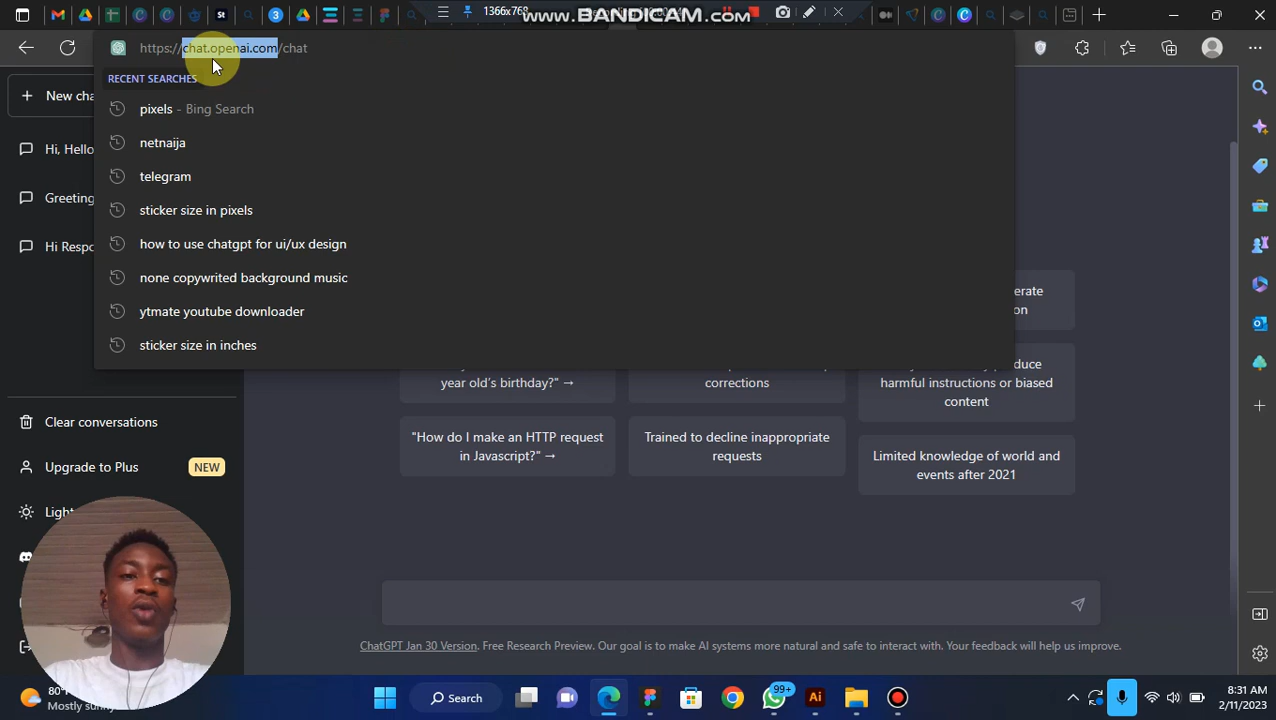 1366x768
www.BANDICAM.com
https://chat.openai.com/chat
RECENT SEARCHES
pixels - Bing Search
netnaija
telegram
sticker size in pixels
how to use chatgpt for ui/ux design
none copywrited background music
ytmate youtube downloader
sticker size in inches
New cha
Hi, Hello
Greeting
Hi Respo
Clear conversations
Upgrade to Plus
NEW
Light
year old's birthday?" →
corrections
harmful instructions or biased
content
"How do I make an HTTP request
in Javascript?" →
Trained to decline inappropriate
requests
Limited knowledge of world and
events after 2021
ChatGPT Jan 30 Version. Free Research Preview. Our goal is to make AI systems more natural and safe to interact with. Your feedback will help us improve.
Mostly sunny
Search
99+
8:31 AM
2/11/2023